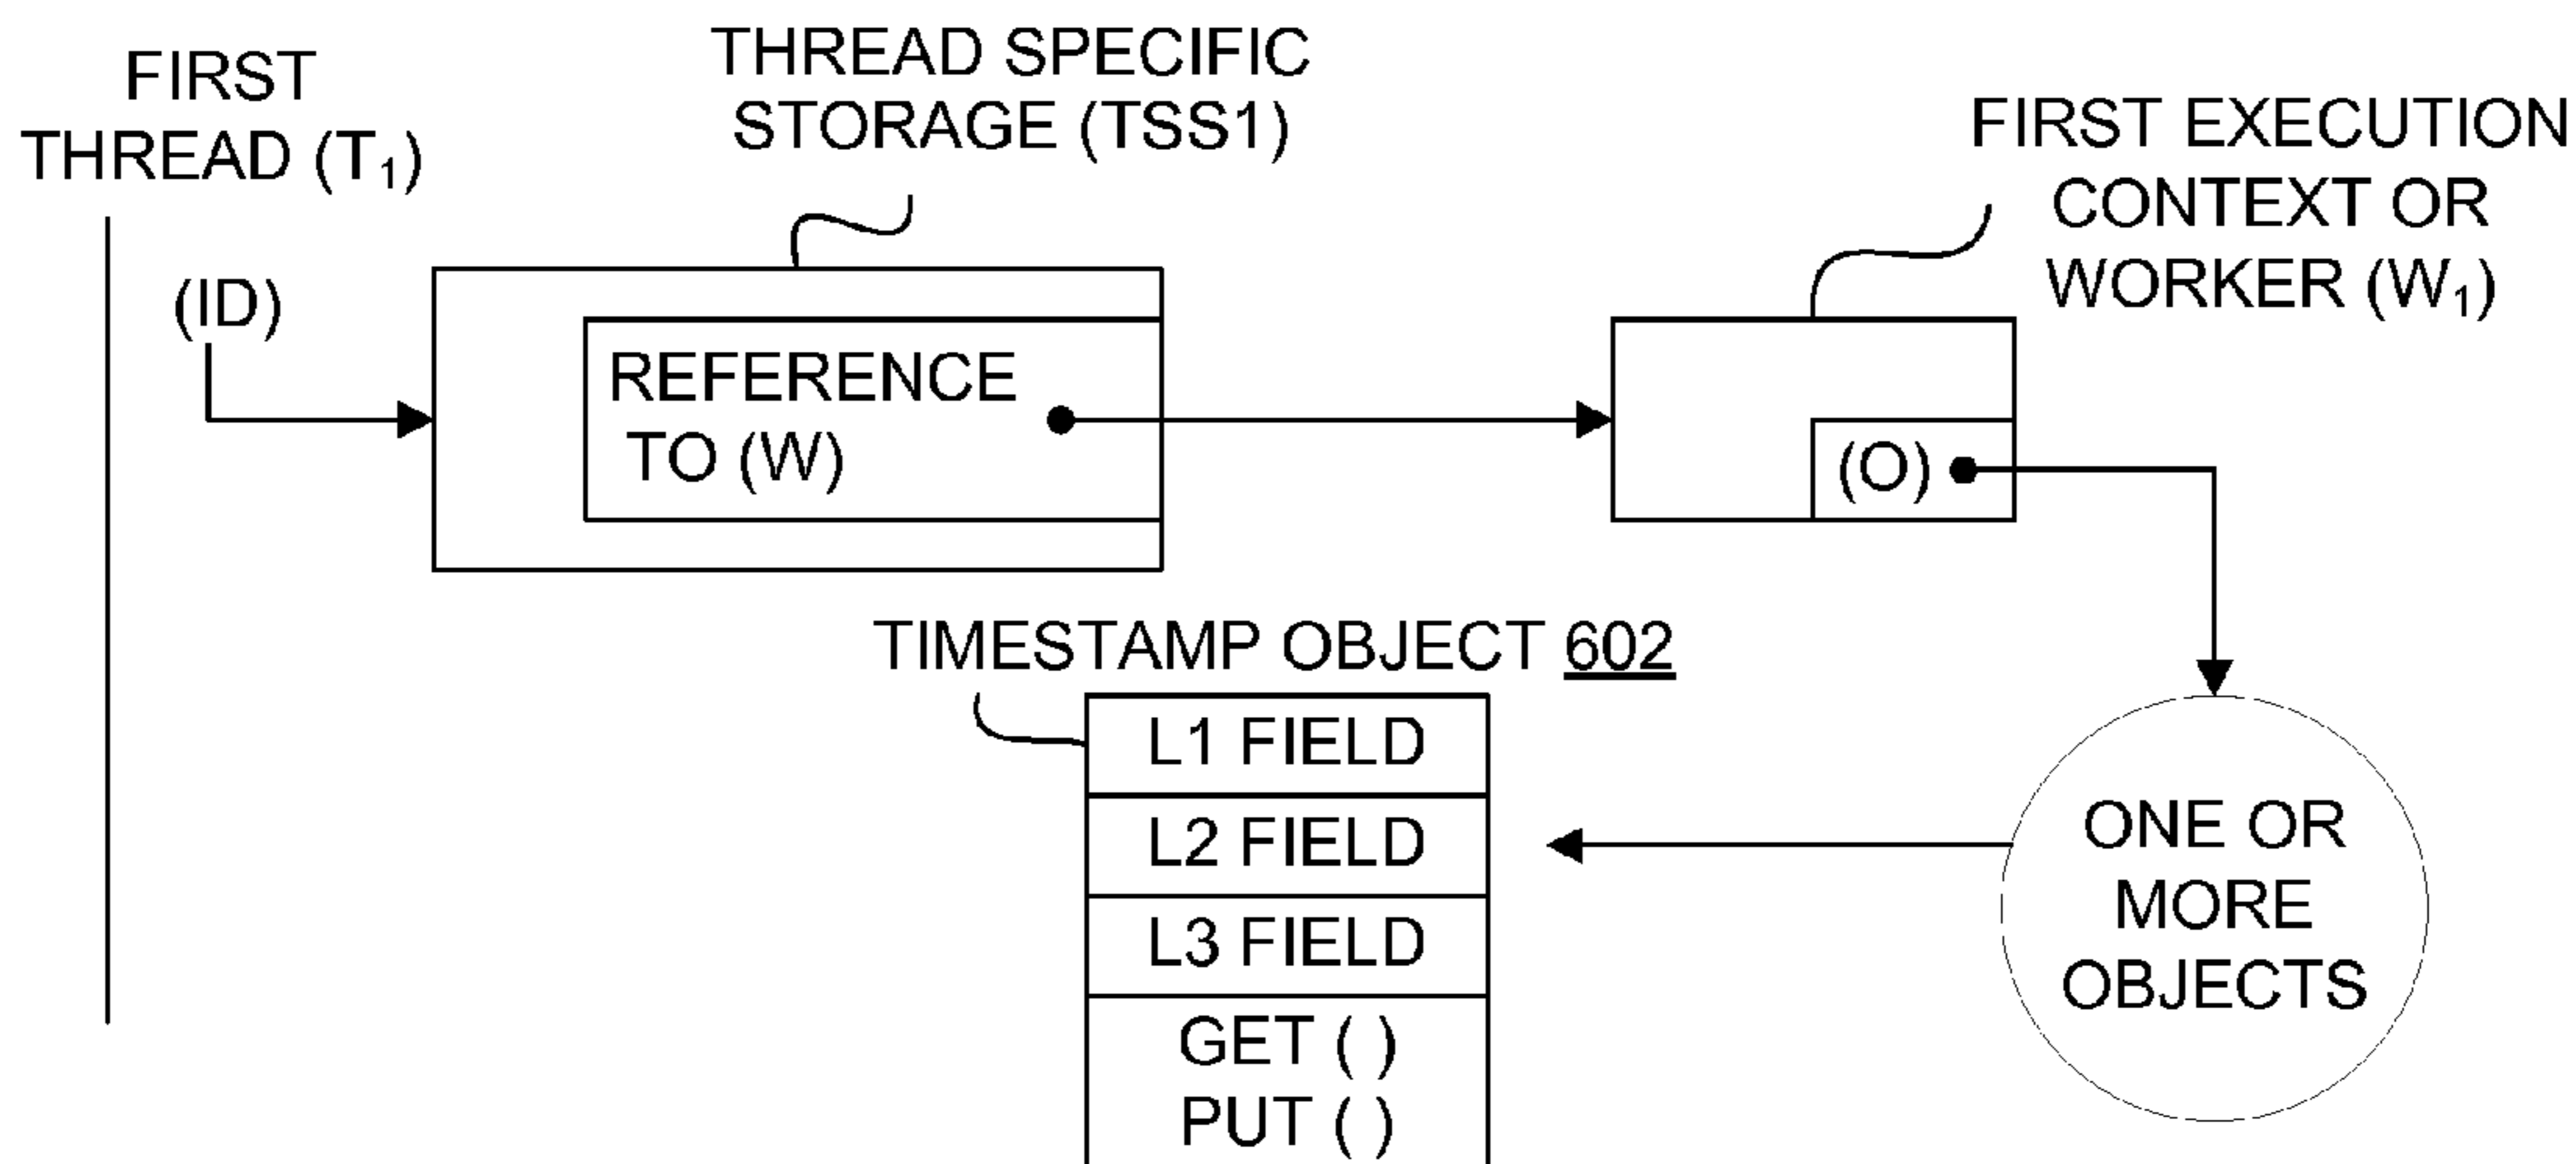 FIRST
THREAD (T₁)
THREAD SPECIFIC
STORAGE (TSS1)
FIRST EXECUTION
CONTEXT OR
WORKER (W₁)
(ID)
REFERENCE
TO (W)
(O)
TIMESTAMP OBJECT 602
L1 FIELD
L2 FIELD
L3 FIELD
GET ( )
PUT ( )
ONE OR
MORE
OBJECTS